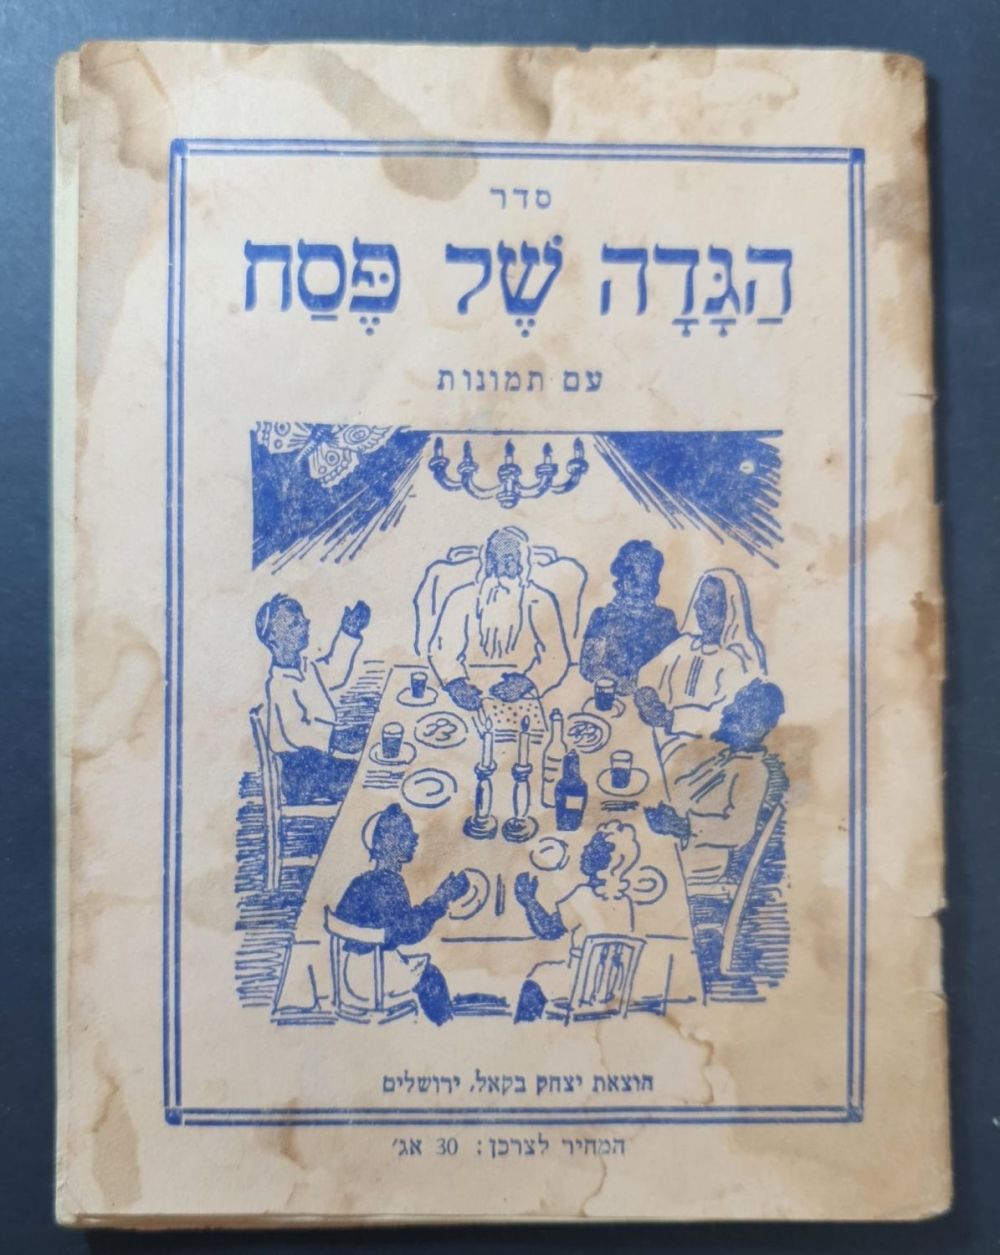 סדר
הַגָּדָה שֶׁל פֶּסַח
עם תמונות
הוצאת יצחק בקאל, ירושלים
המחיר לצרכן: 30 אג׳